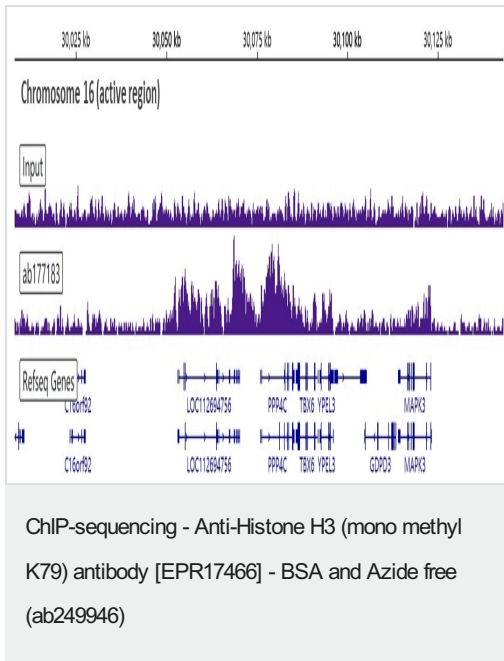 30,025 kb 30,050 kb 30,075 kb 30,100 kb 30,125 kb
Chromosome 16 (active region)
Input
ab177183
Refseq Genes
C16orf92 LOC112694756 PPP4C TBX6 YPEL3 MAPK3
C16orf92 LOC112694756 PPP4C TBX6 YPEL3 GDPD3 MAPK3
ChIP-sequencing - Anti-Histone H3 (mono methyl
K79) antibody [EPR17466] - BSA and Azide free
(ab249946)